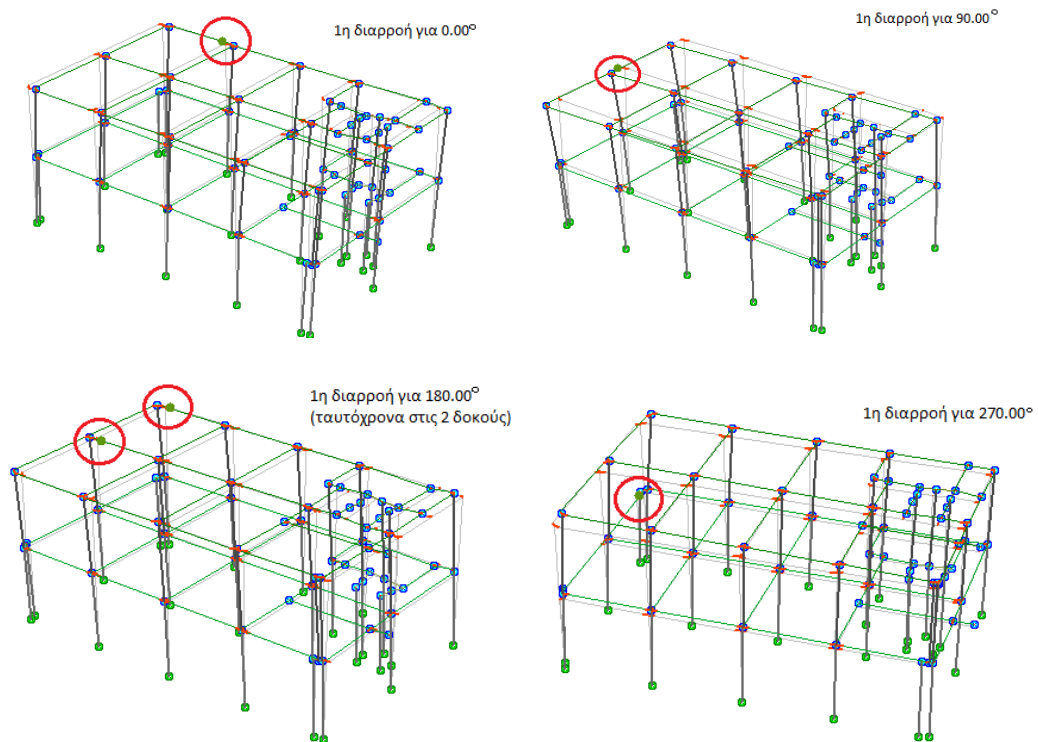 1η διαρροή για 0.00°
1η διαρροή για 90.00°
1η διαρροή για 180.00°
(ταυτόχρονα στις 2 δοκούς)
1η διαρροή για 270.00°